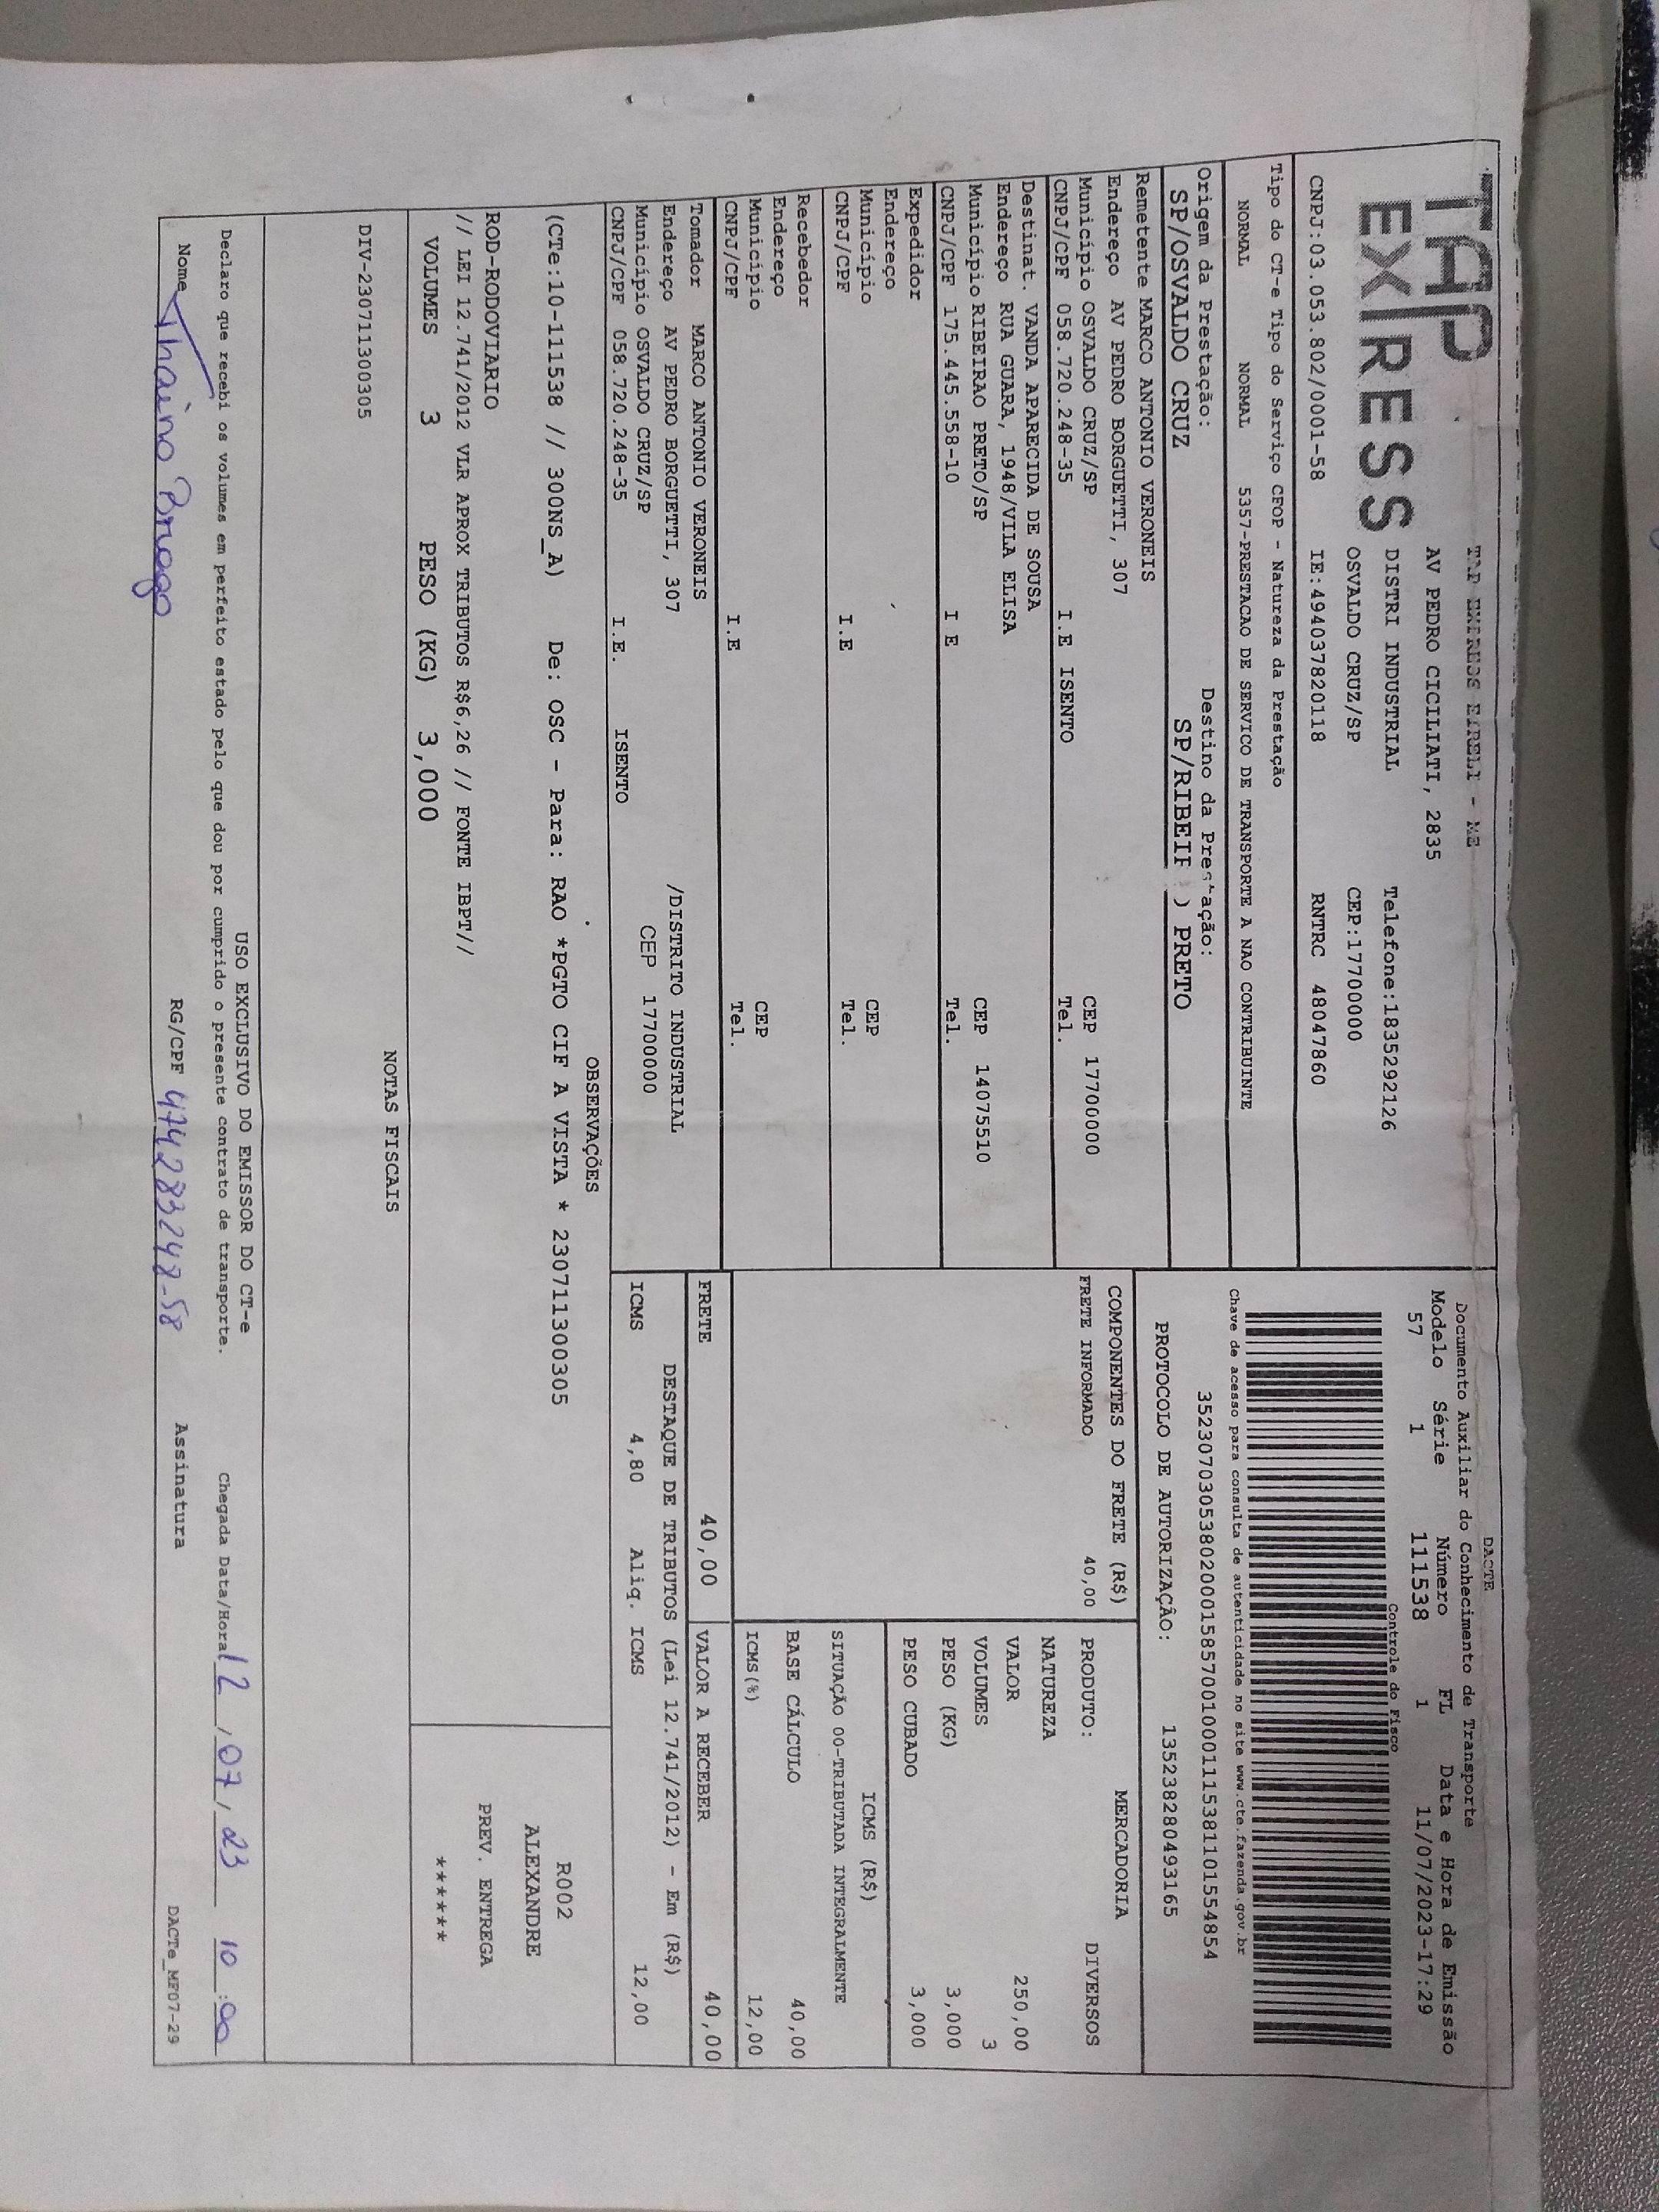 TAP
EX/RESS
TAP EXPRESS EIRELI - ME
AV PEDRO CICILIATI, 2835
DISTRI INDUSTRIAL Telefone:1835292126
OSVALDO CRUZ/SP CEP:17700000
CNPJ:03.053.802/0001-58 IE:494037820118 RNTRC 48047860
DACTE
Documento Auxiliar do Conhecimento de Transporte
Modelo Série Número FL Data e Hora de Emissão
57 1 111538 1 11/07/2023-17:29
Controle do Fisco
Chave de acesso para consulta de autenticidade no site www.cte.fazenda.gov.br
35230703053802000158570010001115381101554854
PROTOCOLO DE AUTORIZAÇÃO: 135238280493165
Tipo do CT-e Tipo do Serviço CFOP - Natureza da Prestação
NORMAL NORMAL 5357-PRESTACAO DE SERVICO DE TRANSPORTE A NAO CONTRIBUINTE
Origem da Prestação: Destino da Prestação:
SP/OSVALDO CRUZ SP/RIBEIR ) PRETO
Remetente MARCO ANTONIO VERONEIS
Endereço AV PEDRO BORGUETTI, 307
Município OSVALDO CRUZ/SP CEP 17700000
CNPJ/CPF 058.720.248-35 I.E ISENTO Tel.
Destinat. VANDA APARECIDA DE SOUSA
Endereço RUA GUARA, 1948/VILA ELISA
Município RIBEIRAO PRETO/SP CEP 14075510
CNPJ/CPF 175.445.558-10 I E Tel.
Expedidor
Endereço
Município CEP
CNPJ/CPF I.E Tel.
Recebedor
Endereço
Município CEP
CNPJ/CPF I.E Tel.
Tomador MARCO ANTONIO VERONEIS
Endereço AV PEDRO BORGUETTI, 307 /DISTRITO INDUSTRIAL
Município OSVALDO CRUZ/SP CEP 17700000
CNPJ/CPF 058.720.248-35 I.E. ISENTO
COMPONENTES DO FRETE (R$)
FRETE INFORMADO 40,00
MERCADORIA
PRODUTO: DIVERSOS
NATUREZA
VALOR 250,00
VOLUMES 3
PESO (KG) 3,000
PESO CUBADO 3,000
ICMS (R$)
SITUAÇÃO 00-TRIBUTADA INTEGRALMENTE
BASE CÁLCULO 40,00
ICMS(%) 12,00
FRETE 40,00 VALOR A RECEBER 40,00
DESTAQUE DE TRIBUTOS (Lei 12.741/2012) - Em (R$)
ICMS 4,80 Aliq. ICMS 12,00
OBSERVAÇÕES
(CTe:10-111538 // 300NS_A) De: OSC - Para: RAO *PGTO CIF A VISTA * 230711300305
ROD-RODOVIARIO
// LEI 12.741/2012 VLR APROX TRIBUTOS R$6,26 // FONTE IBPT//
VOLUMES 3 PESO (KG) 3,000
R002
ALEXANDRE
PREV. ENTREGA
******
NOTAS FISCAIS
DIV-230711300305
USO EXCLUSIVO DO EMISSOR DO CT-e
Declaro que recebi os volumes em perfeito estado pelo que dou por cumprido o presente contrato de transporte. Chegada Data/Hora 12 / 07 / 23 10 : 00
Nome Thaino Brag RG/CPF 474283248-58 Assinatura DACTe_MF07-29